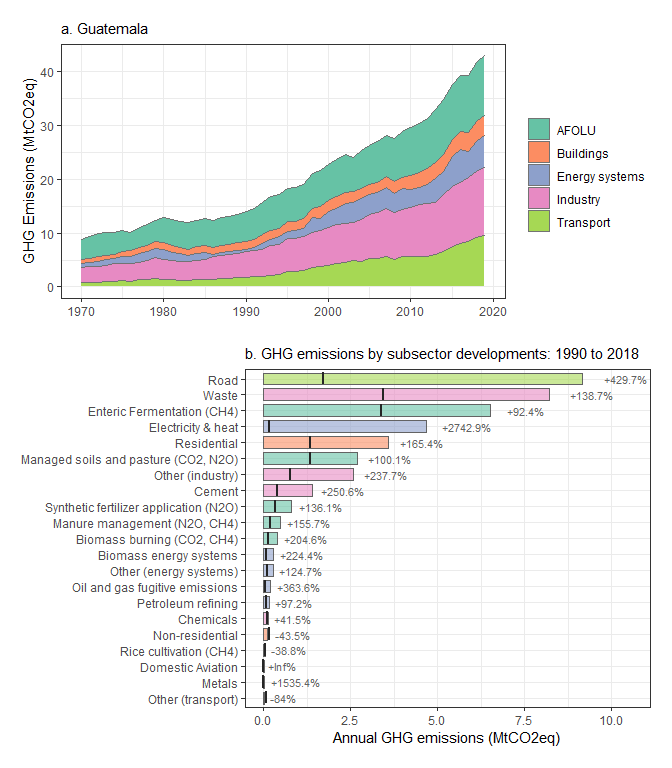 a. Guatemala
GHG Emissions (MtCO2eq)
40
30
20
10
0
1970 1980 1990 2000 2010 2020
AFOLU
Buildings
Energy systems
Industry
Transport
b. GHG emissions by subsector developments: 1990 to 2018
Road +429.7%
Waste +138.7%
Enteric Fermentation (CH4) +92.4%
Electricity & heat +2742.9%
Residential +165.4%
Managed soils and pasture (CO2, N2O) +100.1%
Other (industry) +237.7%
Cement +250.6%
Synthetic fertilizer application (N2O) +136.1%
Manure management (N2O, CH4) +155.7%
Biomass burning (CO2, CH4) +204.6%
Biomass energy systems +224.4%
Other (energy systems) +124.7%
Oil and gas fugitive emissions +363.6%
Petroleum refining +97.2%
Chemicals +41.5%
Non-residential -43.5%
Rice cultivation (CH4) -38.8%
Domestic Aviation +Inf%
Metals +1535.4%
Other (transport) -84%
0.0 2.5 5.0 7.5 10.0
Annual GHG emissions (MtCO2eq)